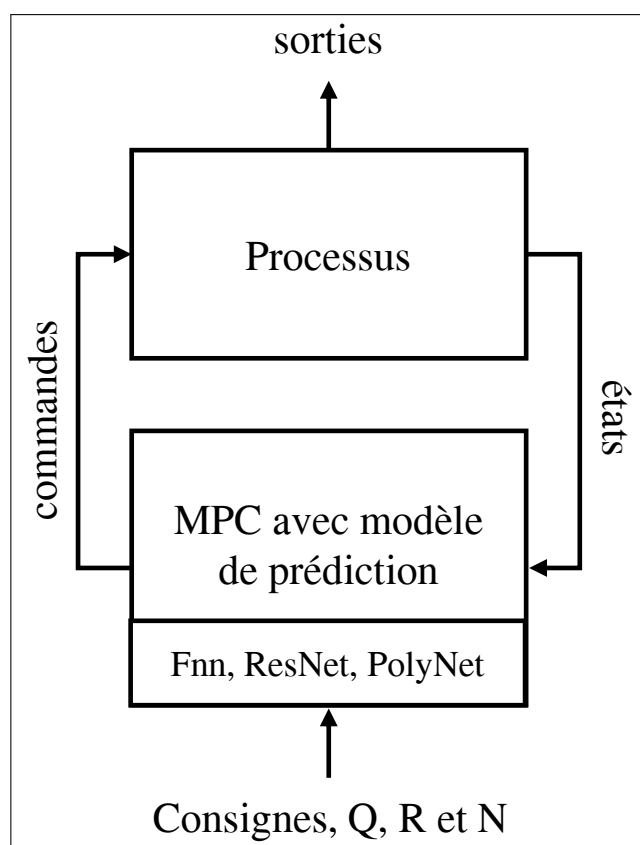 sorties
Processus
commandes
états
MPC avec modèle
de prédiction
Fnn, ResNet, PolyNet
Consignes, Q, R et N